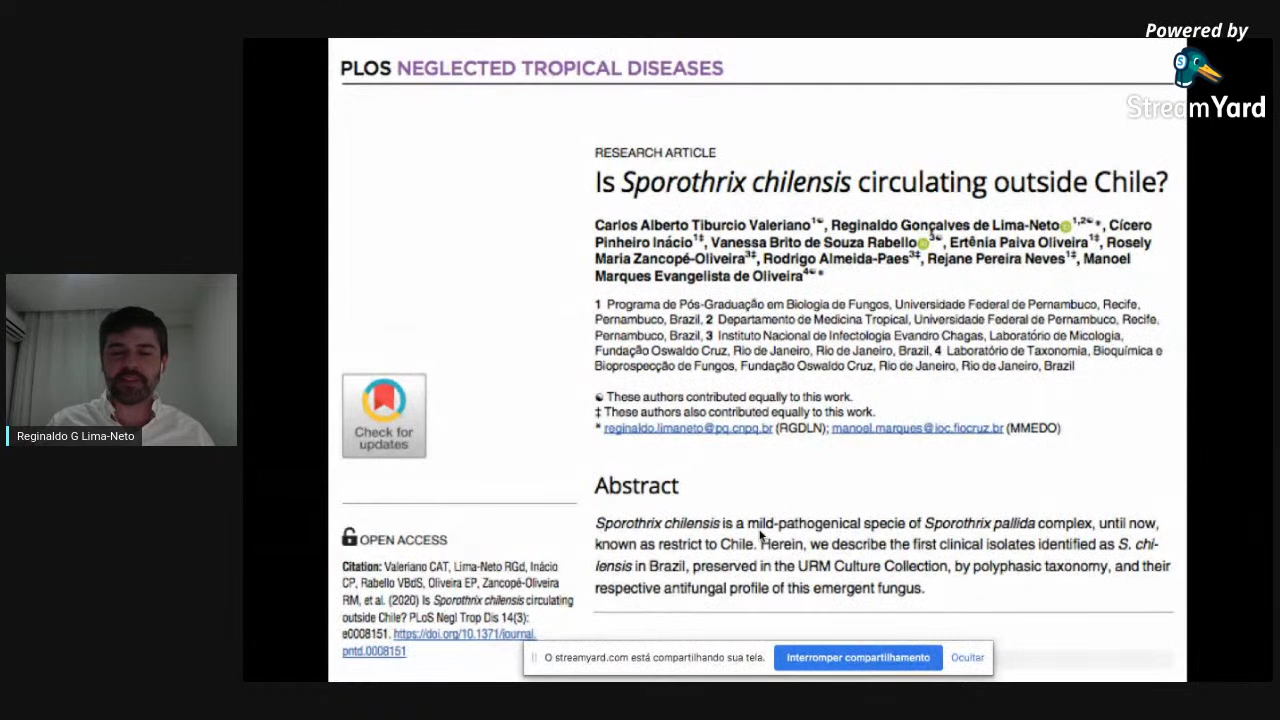 Powered by
StreamYard
PLOS NEGLECTED TROPICAL DISEASES
RESEARCH ARTICLE
Is Sporothrix chilensis circulating outside Chile?
Carlos Alberto Tiburcio Valeriano1☯, Reginaldo Gonçalves de Lima-Neto1,2☯*, Cícero
Pinheiro Inácio1‡, Vanessa Brito de Souza Rabello3☯, Ertênia Paiva Oliveira1‡, Rosely
Maria Zancopé-Oliveira3‡, Rodrigo Almeida-Paes3‡, Rejane Pereira Neves1‡, Manoel
Marques Evangelista de Oliveira4☯*
1 Programa de Pós-Graduação em Biologia de Fungos, Universidade Federal de Pernambuco, Recife,
Pernambuco, Brazil, 2 Departamento de Medicina Tropical, Universidade Federal de Pernambuco, Recife,
Pernambuco, Brazil, 3 Instituto Nacional de Infectologia Evandro Chagas, Laboratório de Micologia,
Fundação Oswaldo Cruz, Rio de Janeiro, Rio de Janeiro, Brazil, 4 Laboratório de Taxonomia, Bioquímica e
Bioprospecção de Fungos, Fundação Oswaldo Cruz, Rio de Janeiro, Rio de Janeiro, Brazil
☯ These authors contributed equally to this work.
‡ These authors also contributed equally to this work.
* reginaldo.limaneto@pq.cnpq.br (RGDLN); manoel.marques@ioc.fiocruz.br (MMEDO)
Check for
updates
Reginaldo G Lima-Neto
Abstract
Sporothrix chilensis is a mild-pathogenical specie of Sporothrix pallida complex, until now,
known as restrict to Chile. Herein, we describe the first clinical isolates identified as S. chi-
lensis in Brazil, preserved in the URM Culture Collection, by polyphasic taxonomy, and their
respective antifungal profile of this emergent fungus.
OPEN ACCESS
Citation: Valeriano CAT, Lima-Neto RGd, Inácio
CP, Rabello VBdS, Oliveira EP, Zancopé-Oliveira
RM, et al. (2020) Is Sporothrix chilensis circulating
outside Chile? PLoS Negl Trop Dis 14(3):
e0008151. https://doi.org/10.1371/journal.
pntd.0008151
O streamyard.com está compartilhando sua tela.
Interromper compartilhamento
Ocultar